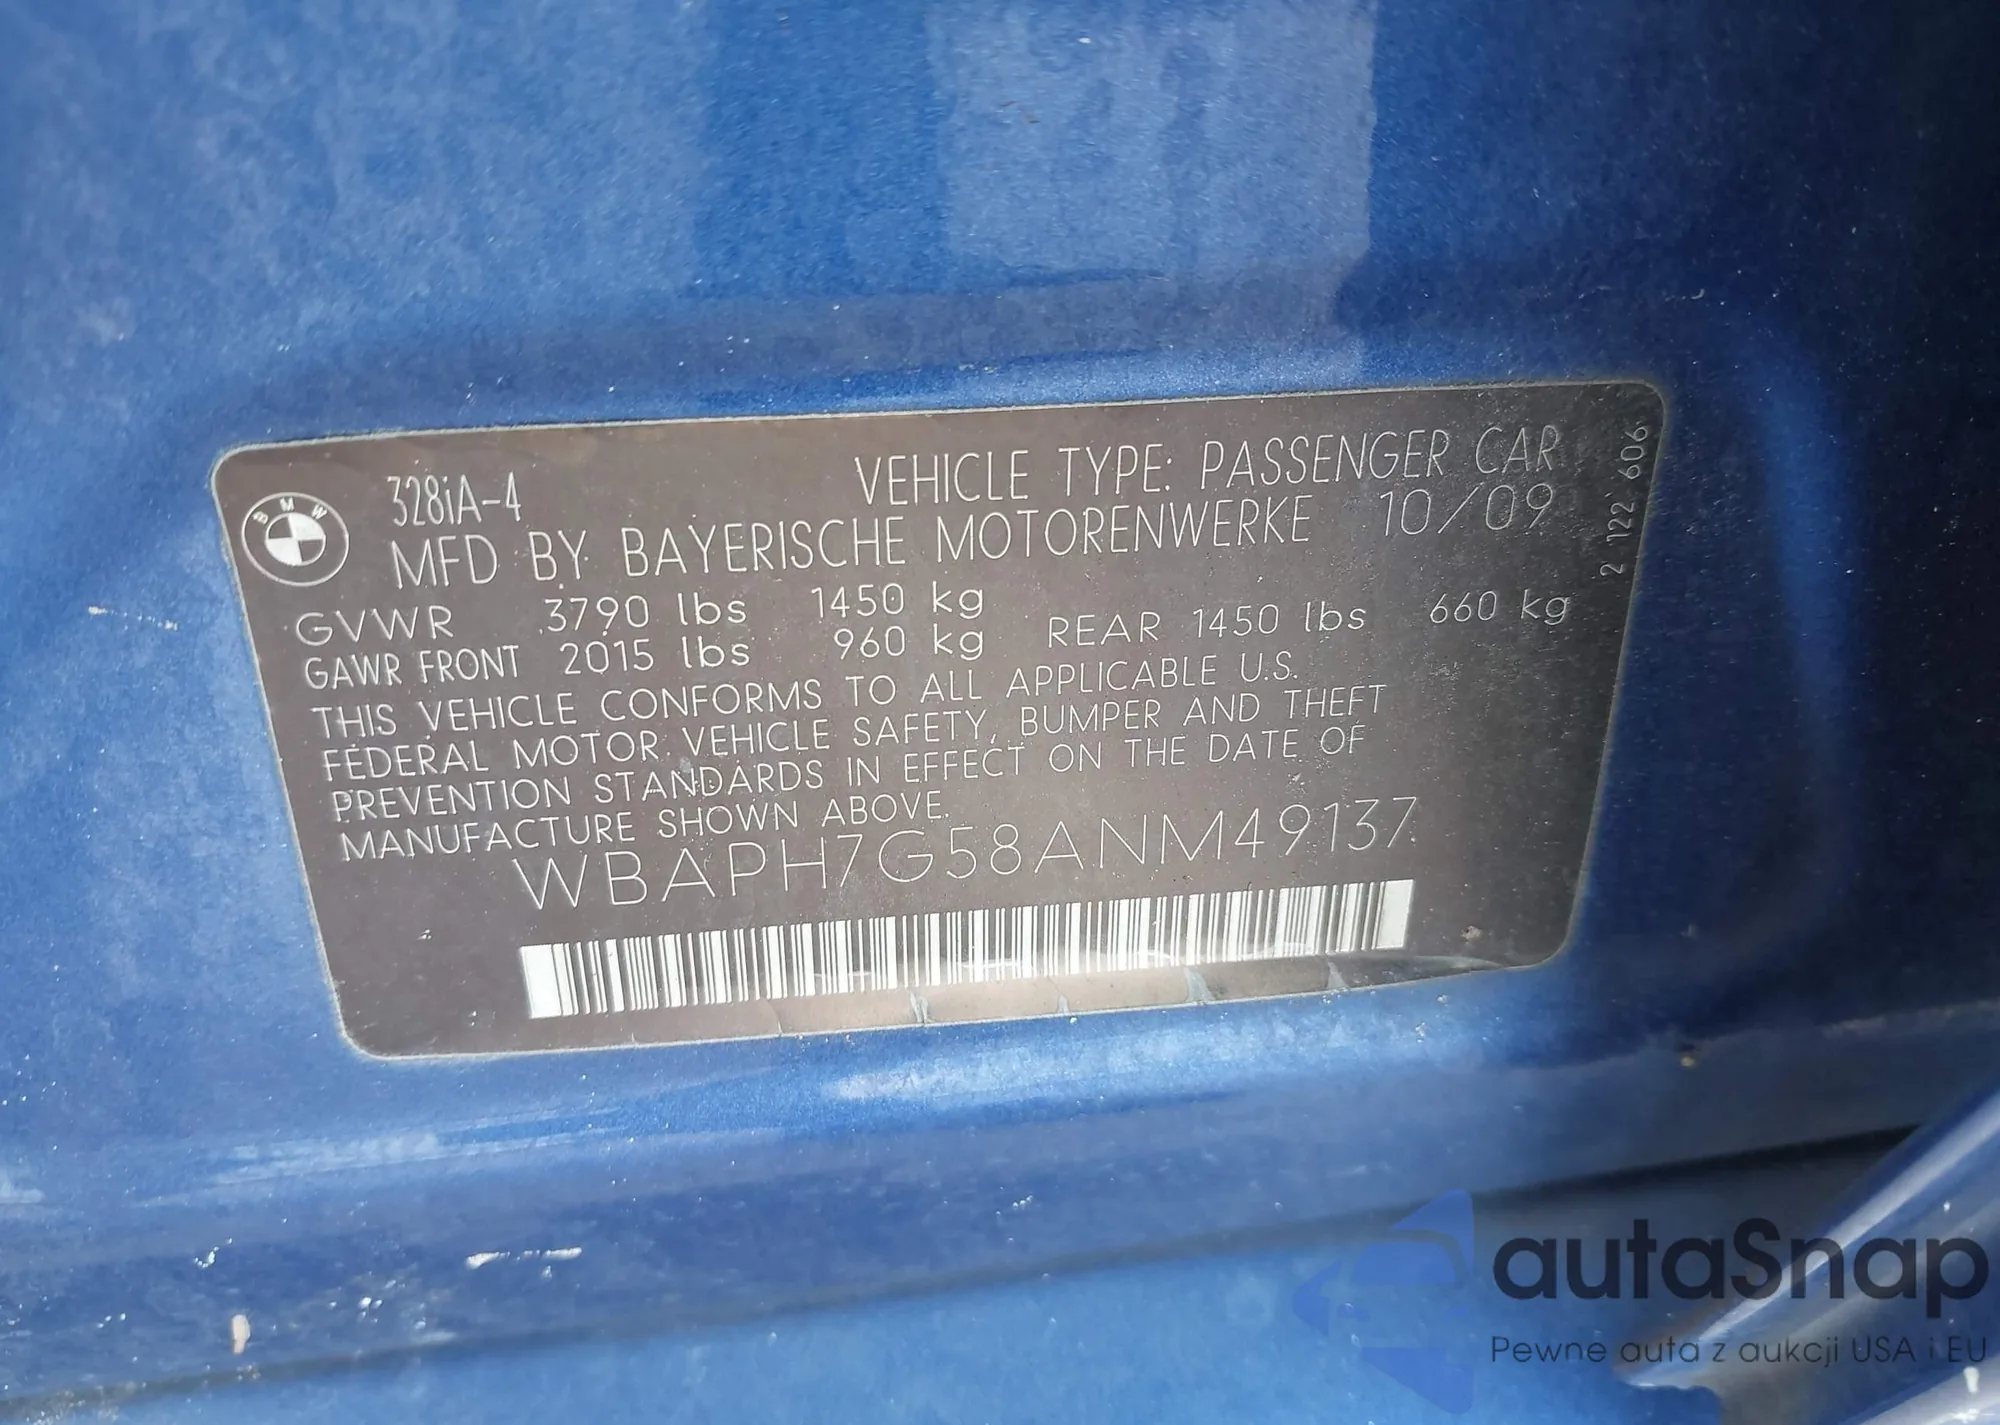 BMW
328iA-4 VEHICLE TYPE: PASSENGER CAR
MFD BY BAYERISCHE MOTORENWERKE 10/09
GVWR 3790 lbs 1450 kg
GAWR FRONT 2015 lbs 960 kg REAR 1450 lbs 660 kg
THIS VEHICLE CONFORMS TO ALL APPLICABLE U.S.
FEDERAL MOTOR VEHICLE SAFETY, BUMPER AND THEFT
PREVENTION STANDARDS IN EFFECT ON THE DATE OF
MANUFACTURE SHOWN ABOVE.
WBAPH7G58ANM49137
2 122 606
autaSnap
Pewne auta z aukcji USA i EU